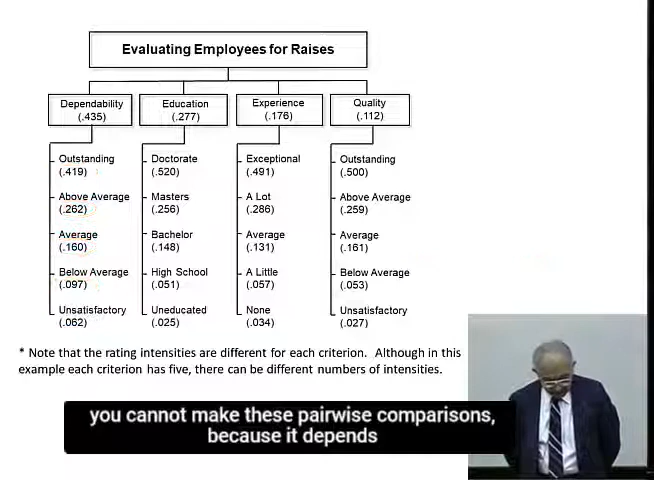 Evaluating Employees for Raises
Dependability
(.435)
Education
(.277)
Experience
(.176)
Quality
(.112)
Outstanding
(.419)
Above Average
(.262)
Average
(.160)
Below Average
(.097)
Unsatisfactory
(.062)
Doctorate
(.520)
Masters
(.256)
Bachelor
(.148)
High School
(.051)
Uneducated
(.025)
Exceptional
(.491)
A Lot
(.286)
Average
(.131)
A Little
(.057)
None
(.034)
Outstanding
(.500)
Above Average
(.259)
Average
(.161)
Below Average
(.053)
Unsatisfactory
(.027)
* Note that the rating intensities are different for each criterion. Although in this
example each criterion has five, there can be different numbers of intensities.
you cannot make these pairwise comparisons,
because it depends